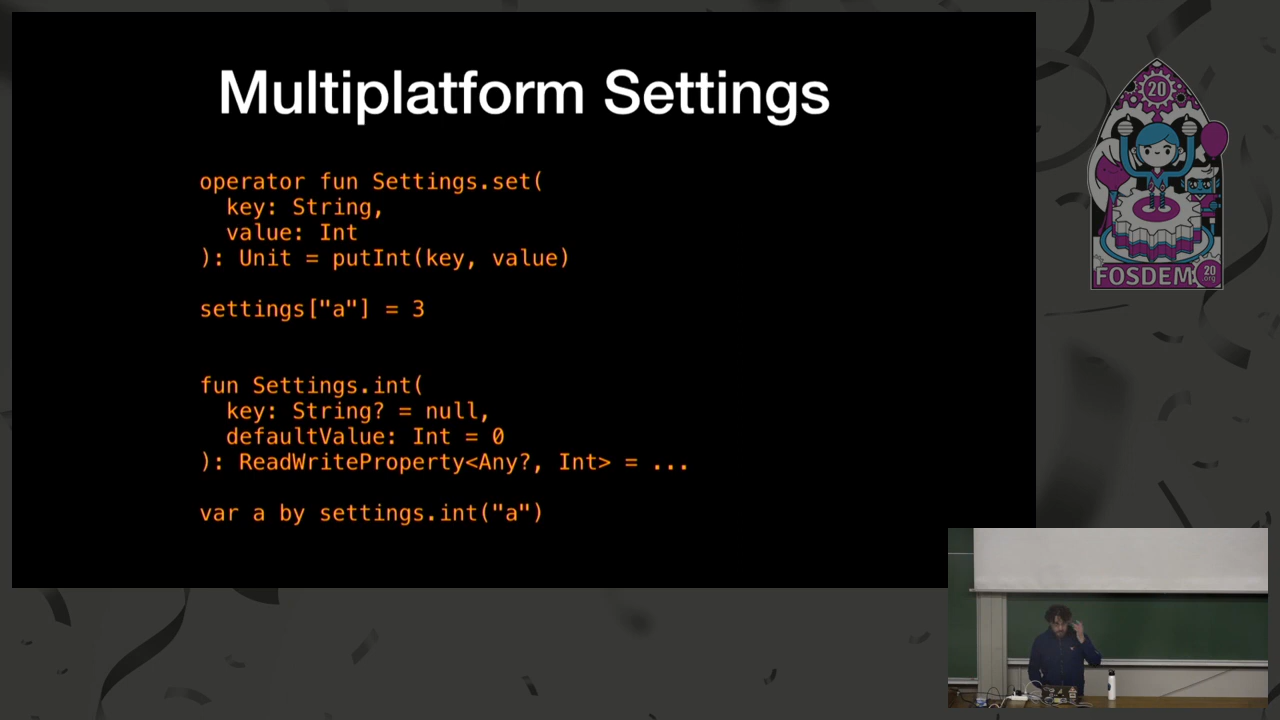 Multiplatform Settings
operator fun Settings.set(
  key: String,
  value: Int
): Unit = putInt(key, value)
settings["a"] = 3
fun Settings.int(
  key: String? = null,
  defaultValue: Int = 0
): ReadWriteProperty<Any?, Int> = ...
var a by settings.int("a")
20
FOSDEM
20
.org